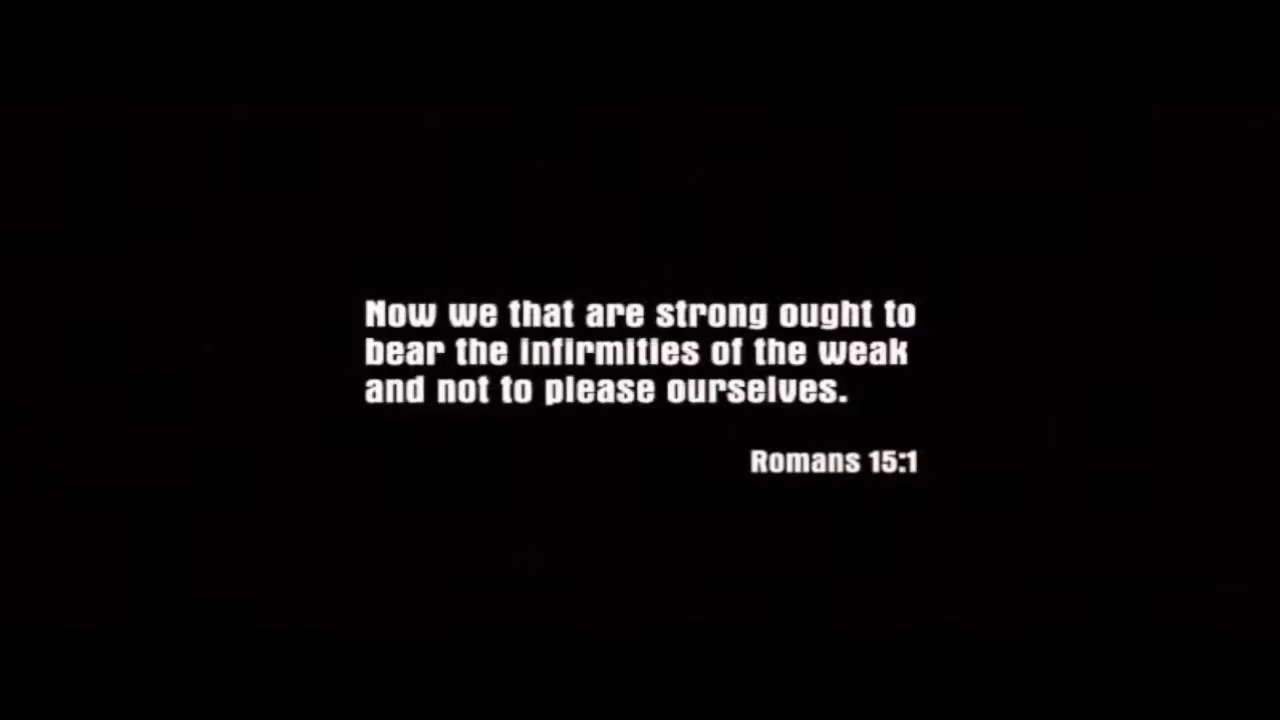 Now we that are strong ought to
bear the infirmities of the weak
and not to please ourselves.
Romans 15:1